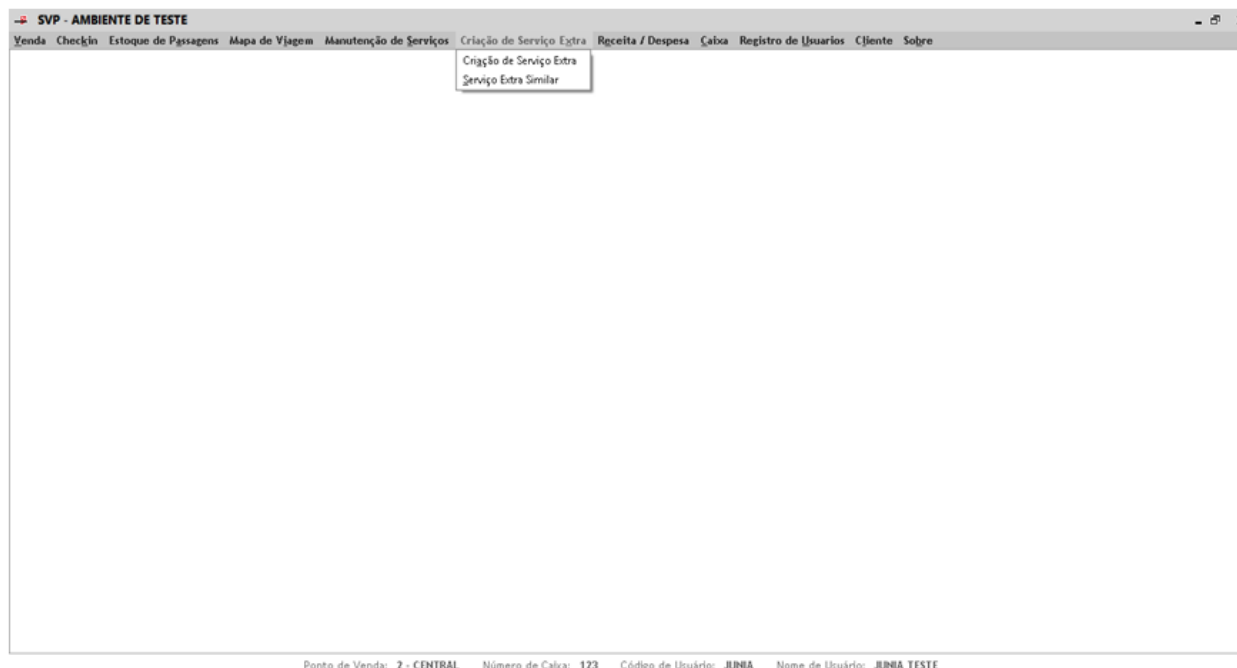 SVP - AMBIENTE DE TESTE
Venda Checkin Estoque de Passagens Mapa de Viagem Manutenção de Serviços Criação de Serviço Extra Receita / Despesa Caixa Registro de Usuarios Cliente Sobre
Criação de Serviço Extra
Serviço Extra Similar
Ponto de Venda: 2 - CENTRAL Número de Caixa: 123 Código de Usuário: JUNIA Nome de Usuário: JUNIA TESTE